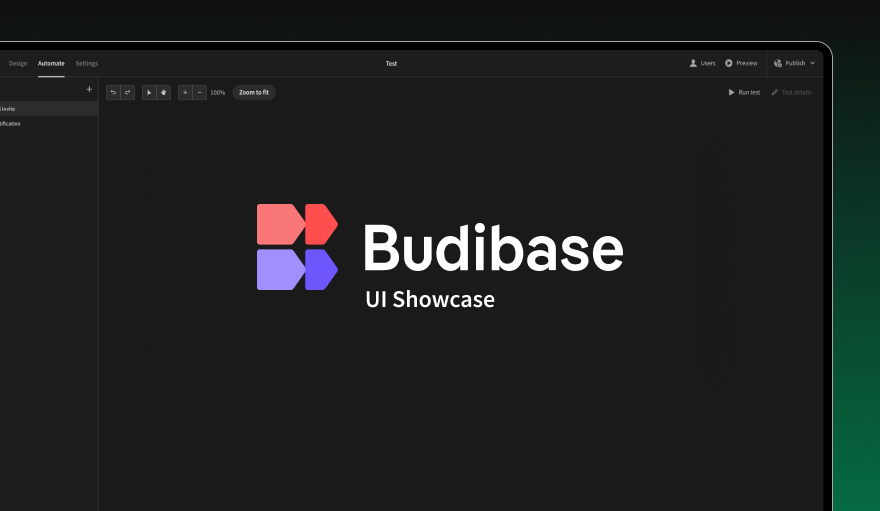 Design Automate Settings Test Users Preview Publish
100% Zoom to fit Run test Test details
invite
tification
Budibase
UI Showcase